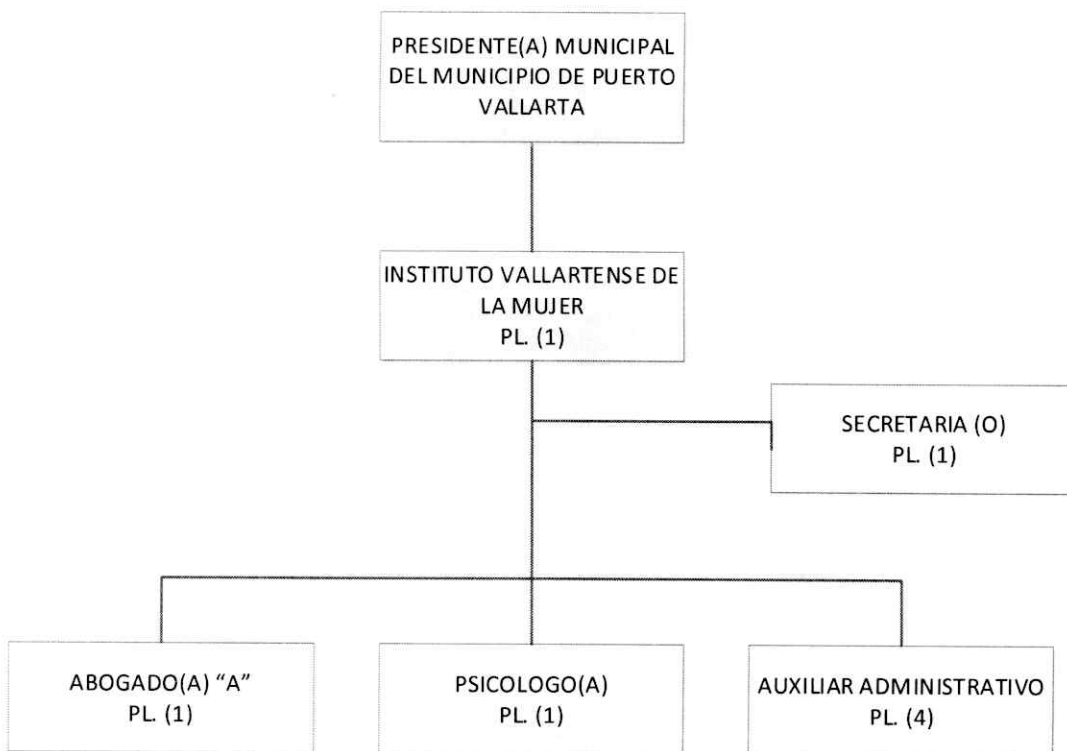 PRESIDENTE(A) MUNICIPAL
DEL MUNICIPIO DE PUERTO
VALLARTA
INSTITUTO VALLARTENSE DE
LA MUJER
PL. (1)
SECRETARIA (O)
PL. (1)
ABOGADO(A) “A”
PL. (1)
PSICOLOGO(A)
PL. (1)
AUXILIAR ADMINISTRATIVO
PL. (4)